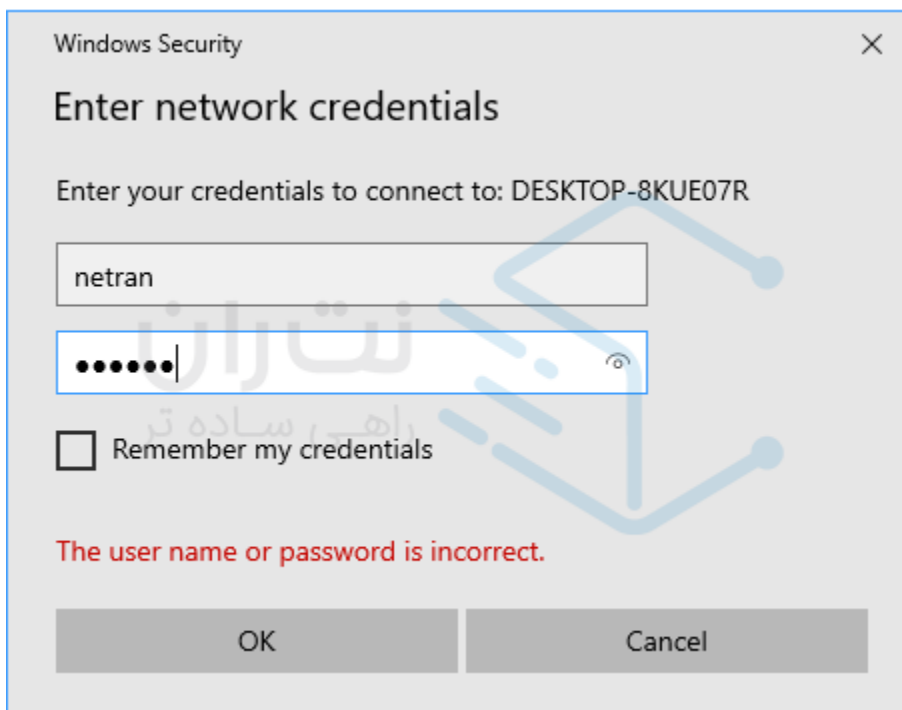 Windows Security
Enter network credentials
Enter your credentials to connect to: DESKTOP-8KUE07R
netran
نت‌ران
••••••
راهی ساده تر
Remember my credentials
The user name or password is incorrect.
OK
Cancel